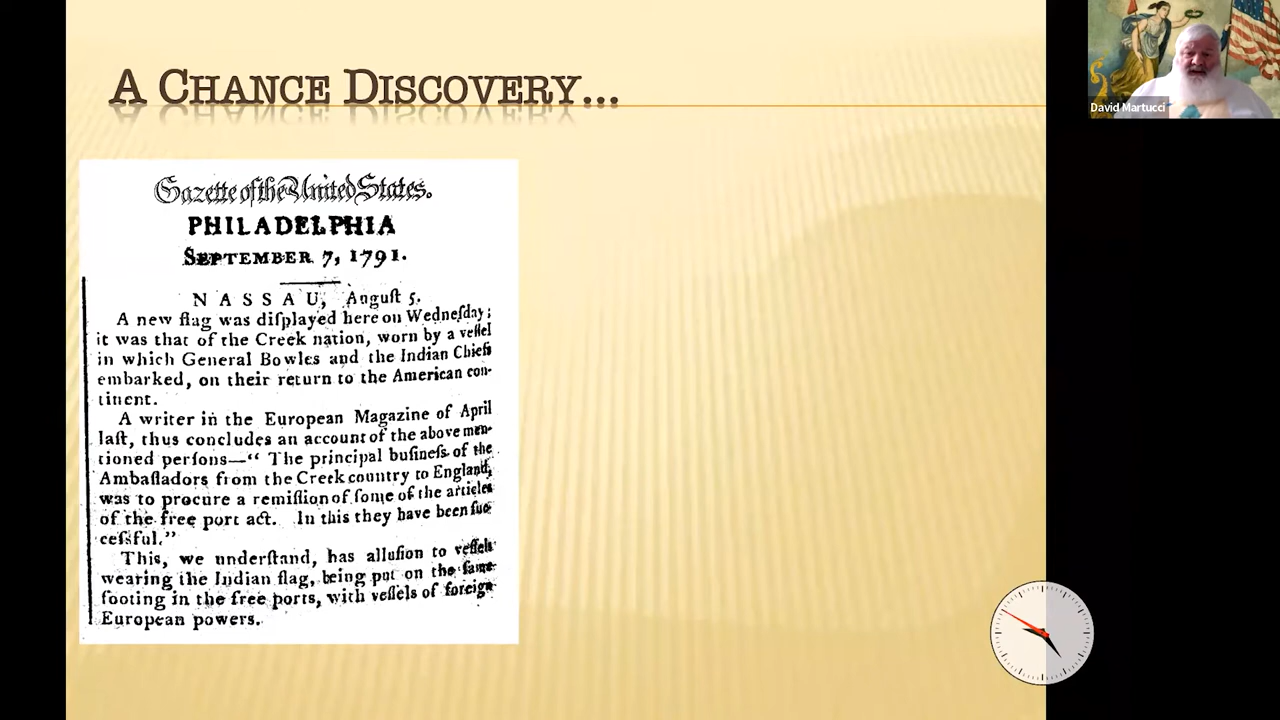 A CHANCE DISCOVERY...
David Martucci
Gazette of the United States.
PHILADELPHIA
SEPTEMBER 7, 1791.
NASSAU, Auguſt 5.
A new flag was diſplayed here on Wedneſday;
it was that of the Creek nation, worn by a veſſel
in which General Bowles and the Indian Chiefs
embarked, on their return to the American con-
tinent.
A writer in the European Magazine of April
laſt, thus concludes an account of the above men-
tioned perſons—“ The principal buſineſs of the
Ambaſſadors from the Creek country to England,
was to procure a remiſſion of ſome of the articles
of the free port act. In this they have been ſuc-
ceſsful.”
This, we underſtand, has alluſion to veſſels
wearing the Indian flag, being put on the ſame
footing in the free ports, with veſſels of foreign
European powers.